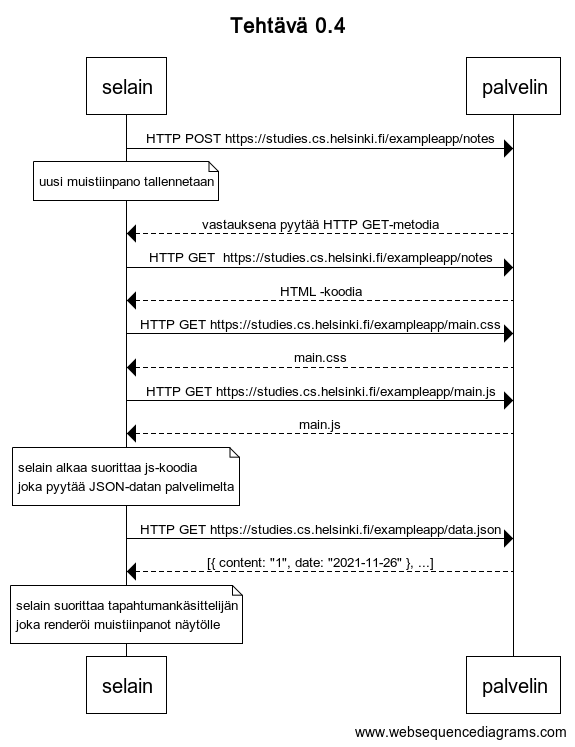 Tehtävä 0.4
selain
palvelin
HTTP POST https://studies.cs.helsinki.fi/exampleapp/notes
uusi muistiinpano tallennetaan
vastauksena pyytää HTTP GET-metodia
HTTP GET  https://studies.cs.helsinki.fi/exampleapp/notes
HTML -koodia
HTTP GET https://studies.cs.helsinki.fi/exampleapp/main.css
main.css
HTTP GET https://studies.cs.helsinki.fi/exampleapp/main.js
main.js
selain alkaa suorittaa js-koodia
joka pyytää JSON-datan palvelimelta
HTTP GET https://studies.cs.helsinki.fi/exampleapp/data.json
[{ content: "1", date: "2021-11-26" }, ...]
selain suorittaa tapahtumankäsittelijän
joka renderöi muistiinpanot näytölle
selain
palvelin
www.websequencediagrams.com